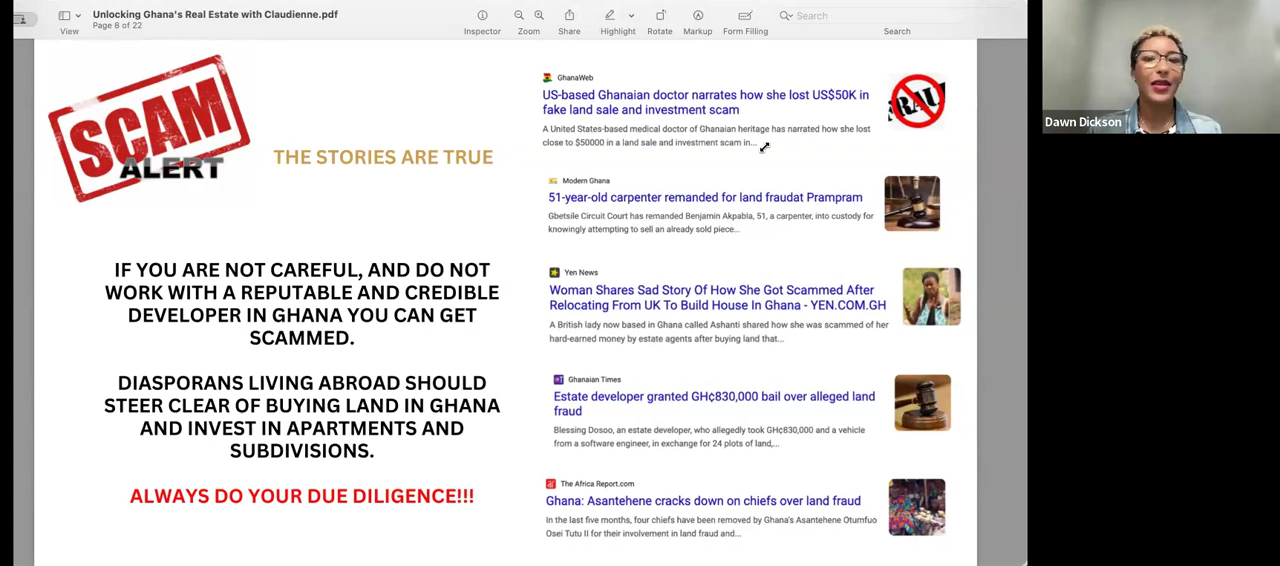 Unlocking Ghana's Real Estate with Claudienne.pdf
Page 8 of 22
View
Inspector
Zoom
Share
Highlight
Rotate
Markup
Form Filling
Search
Search
Dawn Dickson
SCAM
ALERT
THE STORIES ARE TRUE
IF YOU ARE NOT CAREFUL, AND DO NOT
WORK WITH A REPUTABLE AND CREDIBLE
DEVELOPER IN GHANA YOU CAN GET
SCAMMED.
DIASPORANS LIVING ABROAD SHOULD
STEER CLEAR OF BUYING LAND IN GHANA
AND INVEST IN APARTMENTS AND
SUBDIVISIONS.
ALWAYS DO YOUR DUE DILIGENCE!!!
GhanaWeb
US-based Ghanaian doctor narrates how she lost US$50K in
fake land sale and investment scam
A United States-based medical doctor of Ghanaian heritage has narrated how she lost
close to $50000 in a land sale and investment scam in...
FRAUD
Modern Ghana
51-year-old carpenter remanded for land fraudat Prampram
Gbetsile Circuit Court has remanded Benjamin Akpabla, 51, a carpenter, into custody for
knowingly attempting to sell an already sold piece...
Yen News
Woman Shares Sad Story Of How She Got Scammed After
Relocating From UK To Build House In Ghana - YEN.COM.GH
A British lady now based in Ghana called Ashanti shared how she was scammed of her
hard-earned money by estate agents after buying land that...
Ghanaian Times
Estate developer granted GH¢830,000 bail over alleged land
fraud
Blessing Dosoo, an estate developer, who allegedly took GH¢830,000 and a vehicle
from a software engineer, in exchange for 24 plots of land,...
The Africa Report.com
Ghana: Asantehene cracks down on chiefs over land fraud
In the last five months, four chiefs have been removed by Ghana's Asantehene Otumfuo
Osei Tutu II for their involvement in land fraud and...